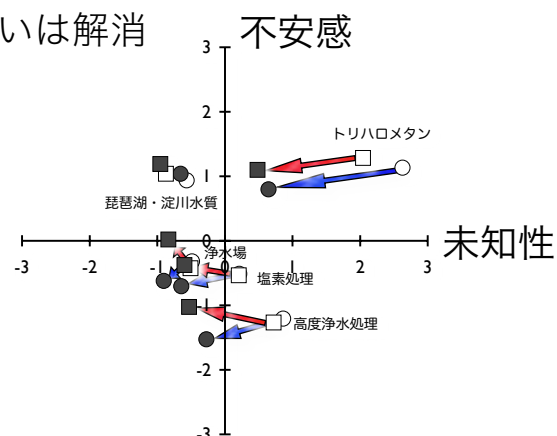 いは解消
不安感
3
2
トリハロメタン
1
琵琶湖・淀川水質
0
未知性
浄水場
-3 -2 -1 0 1 2 3
塩素処理
-1
高度浄水処理
-2
-3